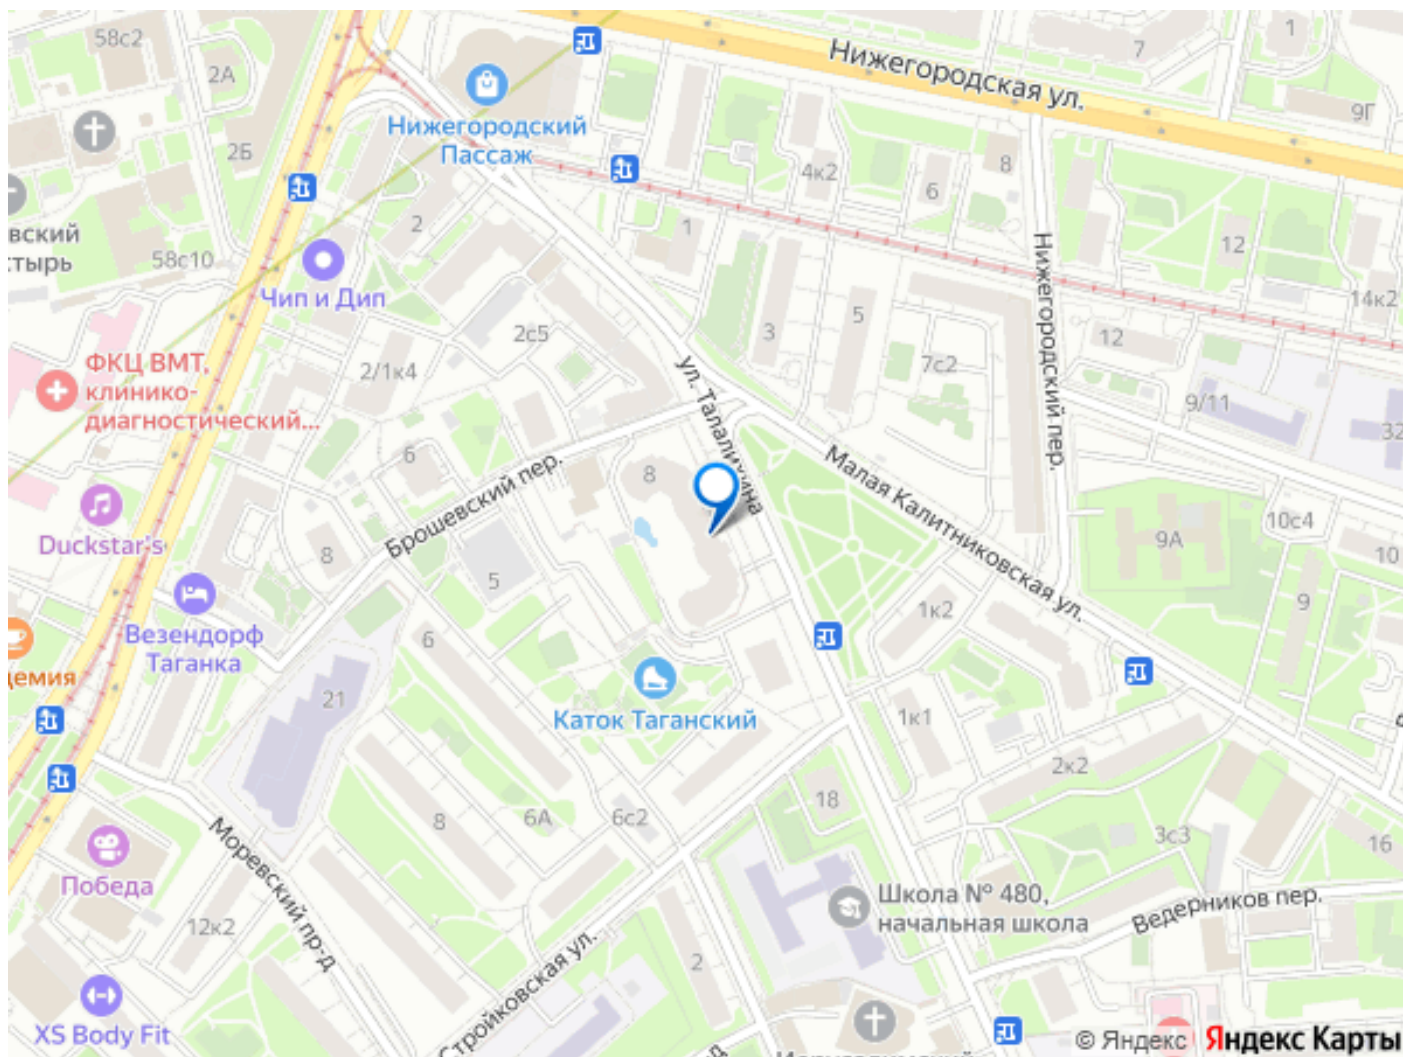 58с2
2А
7
1
Нижегородская ул.
9Г
Нижегородский
Пассаж
2Б
4к2
8
6
вский
тырь
58с10
2
1
12
Нижегородский пер.
Чип и Дип
14к2
2с5
3
5
12
7с2
ФКЦ ВМТ,
клинико-
диагностический...
2/1к4
ул. Талалихина
9/11
32
6
8
Брошевский пер.
Малая Калитниковская ул.
10с4
9А
10
Duckstar's
8
5
9
1к2
Везендорф
Таганка
6
демия
21
Каток Таганский
1к1
2к2
18
8
6А
6с2
3с3
16
Моревский пр-д
Победа
Школа № 480,
начальная школа
Ведерников пер.
12к2
Стройковская ул.
2
XS Body Fit
© Яндекс Яндекс Карты